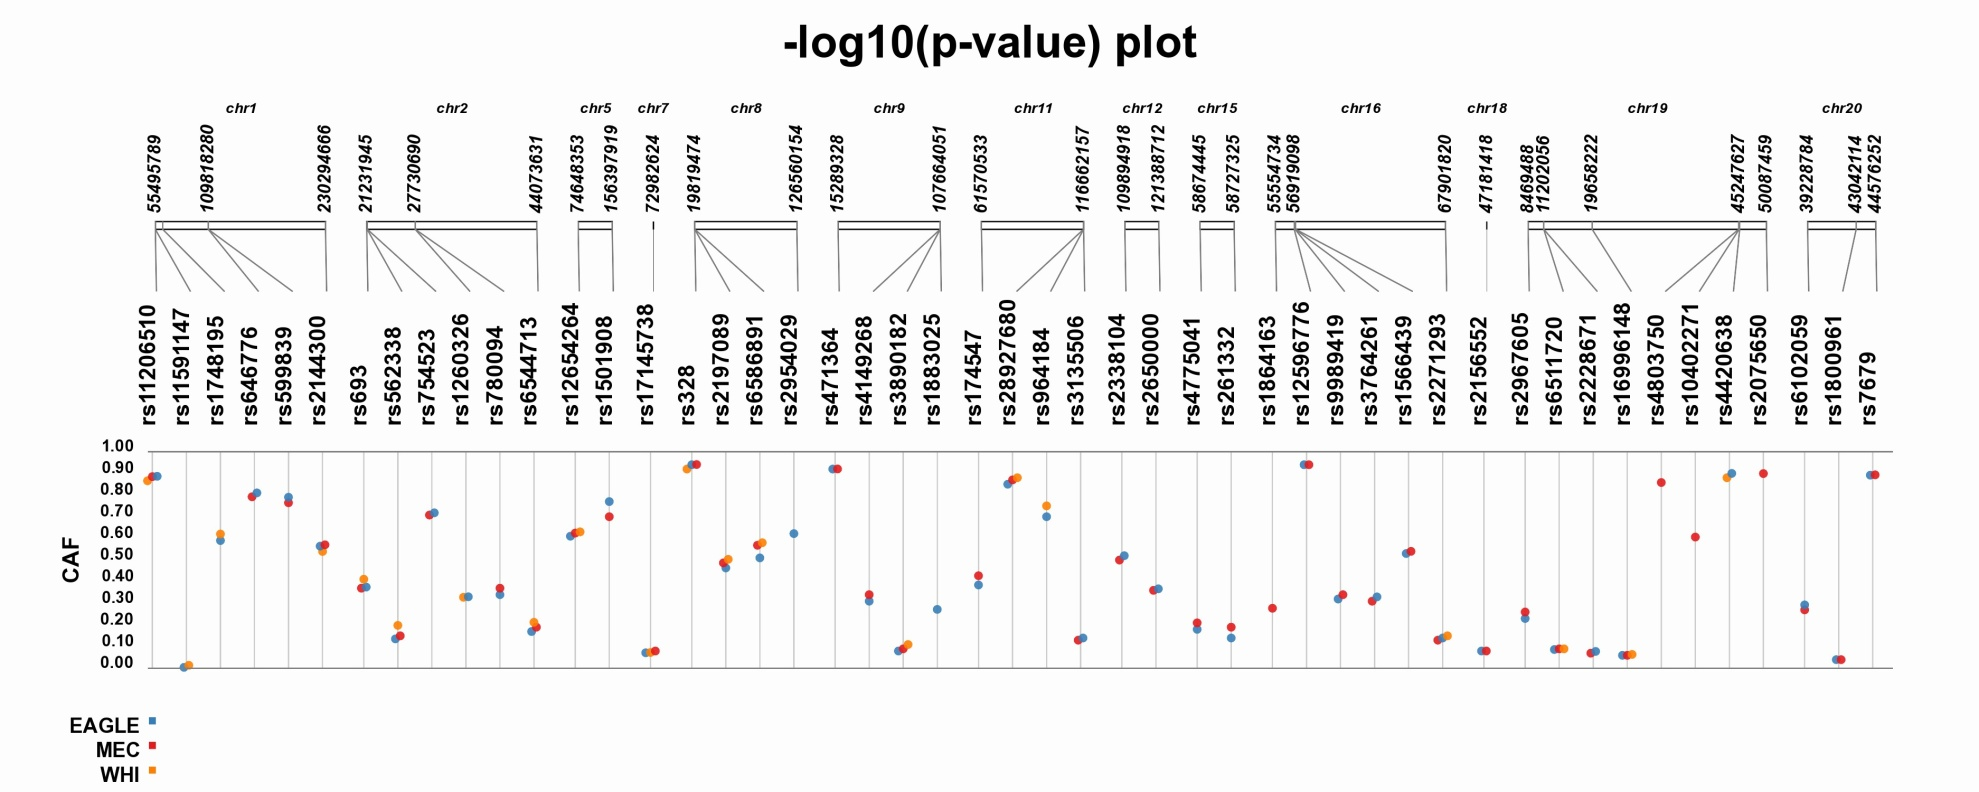 -log10(p-value) plot
chr1 chr2 chr5 chr7 chr8 chr9 chr11 chr12 chr15 chr16 chr18 chr19 chr20
55495789 109818280 230294666 21231945 27730690 44073631 74648353 156397919 72982624 19819474 126560154 15289328 107664051 61570533 116662157 109894918 121388712 58674445 58727325 55554734 56919098 67901820 47181418 8469488 11202056 19658222 45247627 50087459 39228784 43042114 44576252
rs11206510 rs11591147 rs1748195 rs646776 rs599839 rs2144300 rs693 rs562338 rs754523 rs1260326 rs780094 rs6544713 rs12654264 rs1501908 rs17145738 rs328 rs2197089 rs6586891 rs2954029 rs471364 rs4149268 rs3890182 rs1883025 rs174547 rs28927680 rs964184 rs3135506 rs2338104 rs2650000 rs4775041 rs261332 rs1864163 rs12596776 rs9989419 rs3764261 rs1566439 rs2271293 rs2156552 rs2967605 rs6511720 rs2228671 rs16996148 rs4803750 rs10402271 rs4420638 rs2075650 rs6102059 rs1800961 rs7679
CAF
1.00
0.90
0.80
0.70
0.60
0.50
0.40
0.30
0.20
0.10
0.00
EAGLE
MEC
WHI